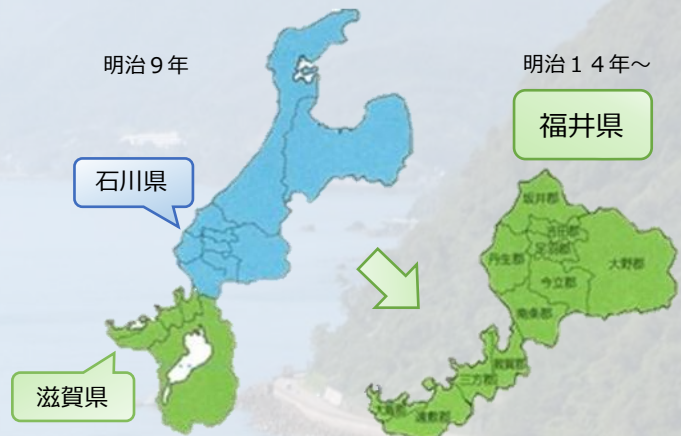 明治９年
石川県
滋賀県
明治１４年～
福井県
坂井郡
吉田郡
足羽郡
丹生郡
大野郡
今立郡
南条郡
敦賀郡
三方郡
遠敷郡
大飯郡